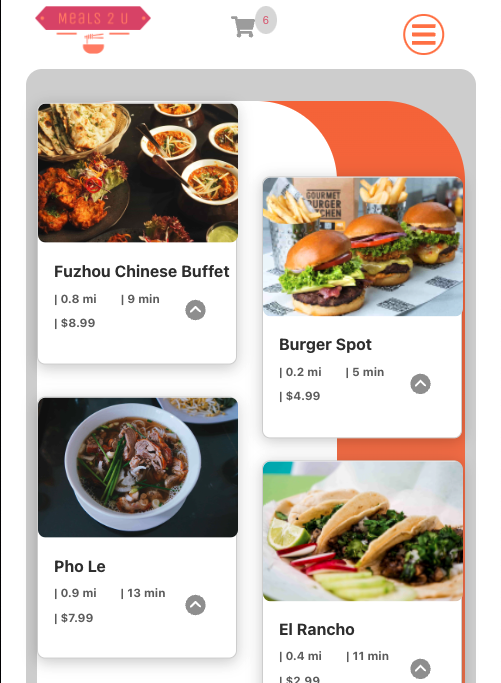 Meals 2 U
6
Fuzhou Chinese Buffet
| 0.8 mi | 9 min
| $8.99
GOURMET
BURGER
KITCHEN
Burger Spot
| 0.2 mi | 5 min
| $4.99
Pho Le
| 0.9 mi | 13 min
| $7.99
El Rancho
| 0.4 mi | 11 min
| $2.99